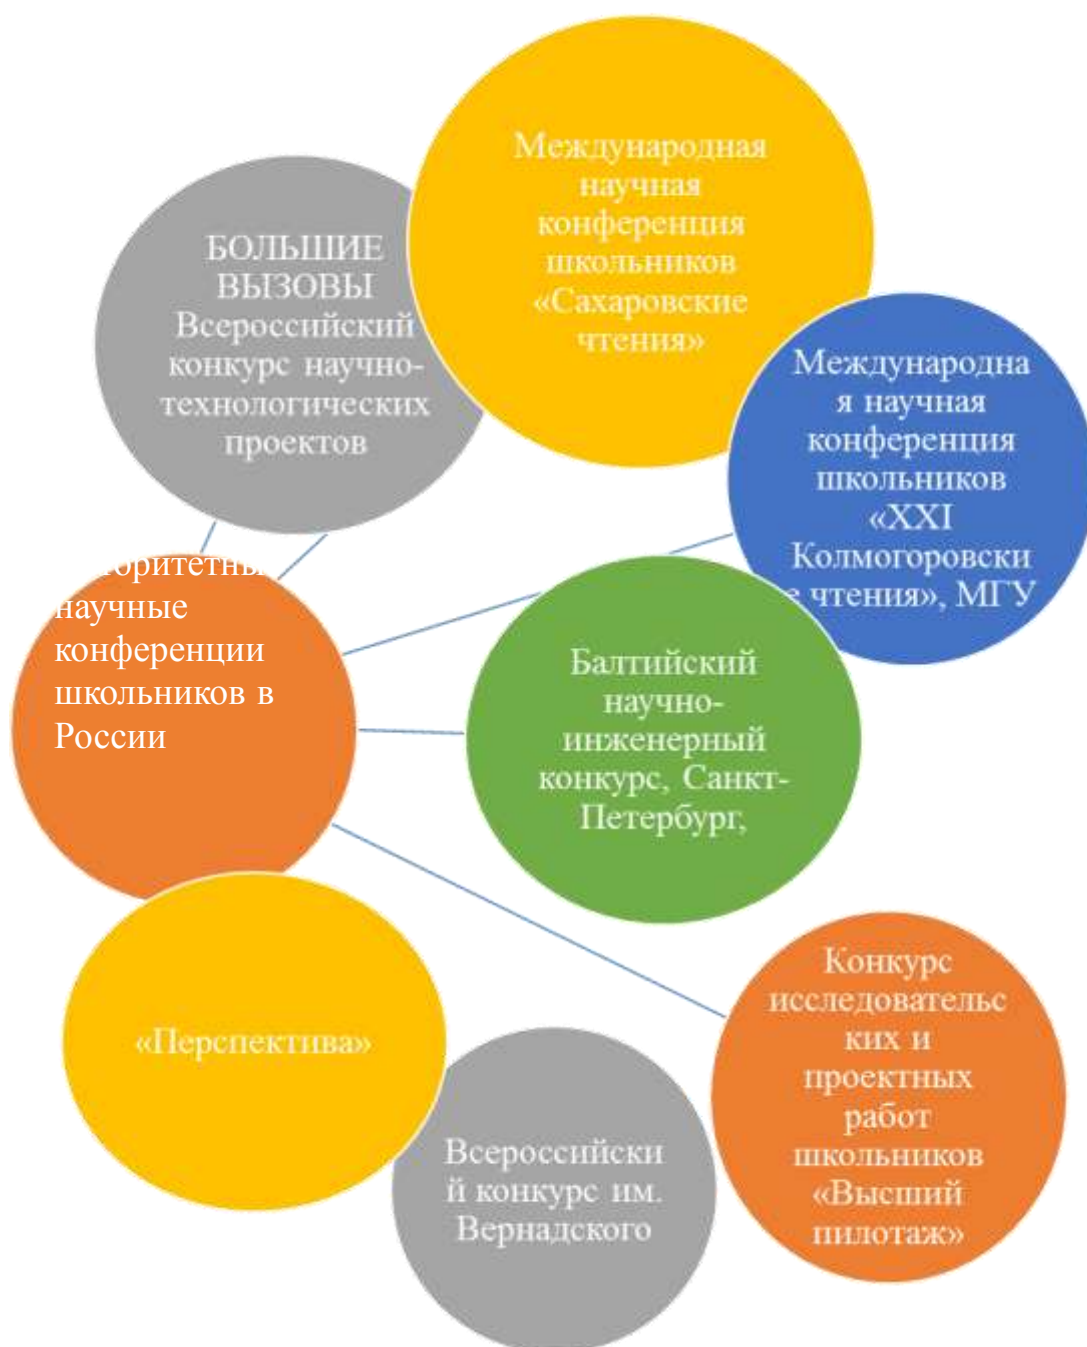 Международная
научная
конференция
школьников
«Сахаровские
чтения»
БОЛЬШИЕ
ВЫЗОВЫ
Всероссийский
конкурс научно-
технологических
проектов
Международна
я научная
конференция
школьников
«XXI
Колмогоровски
е чтения», МГУ
научные
конференции
школьников в
России
Балтийский
научно-
инженерный
конкурс, Санкт-
Петербург,
«Перспектива»
Всероссийски
й конкурс им.
Вернадского
Конкурс
исследовательс
ких и
проектных
работ
школьников
«Высший
пилотаж»